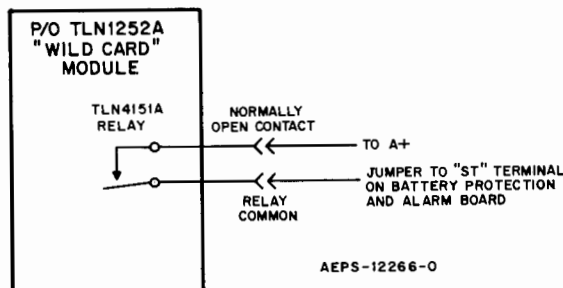 P/O TLN1252A
"WILD CARD"
MODULE
TLN4151A
RELAY
NORMALLY
OPEN CONTACT
TO A+
JUMPER TO "ST" TERMINAL
ON BATTERY PROTECTION
AND ALARM BOARD
RELAY
COMMON
AEPS-12266-O